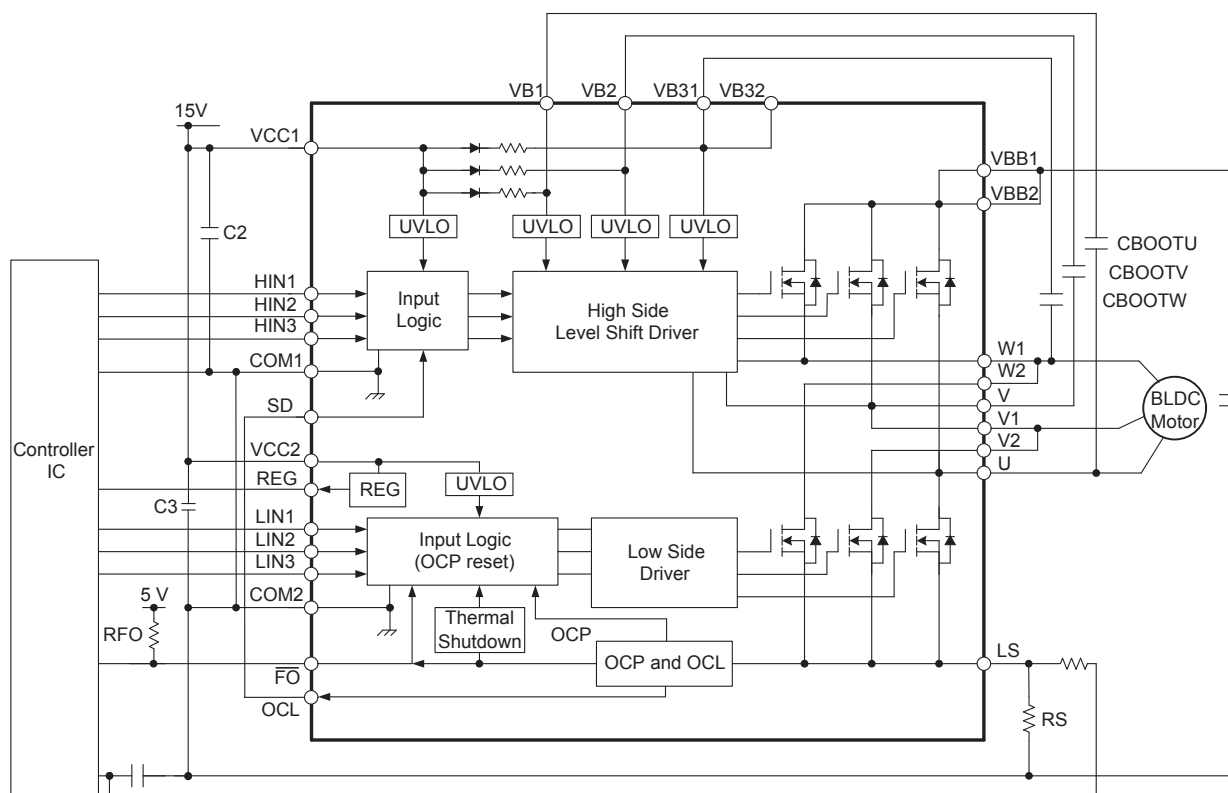 VB1
VB2
VB31
VB32
15V
VCC1
VBB1
VBB2
UVLO
UVLO
UVLO
UVLO
C2
CBOOTU
CBOOTV
CBOOTW
HIN1
HIN2
HIN3
Input
Logic
High Side
Level Shift Driver
COM1
W1
W2
SD
V
BLDC
Motor
V1
V2
Controller
IC
VCC2
U
REG
REG
UVLO
C3
LIN1
LIN2
LIN3
Input Logic
(OCP reset)
Low Side
Driver
COM2
5 V
RFO
Thermal
Shutdown
OCP
OCP and OCL
LS
FO
OCL
RS